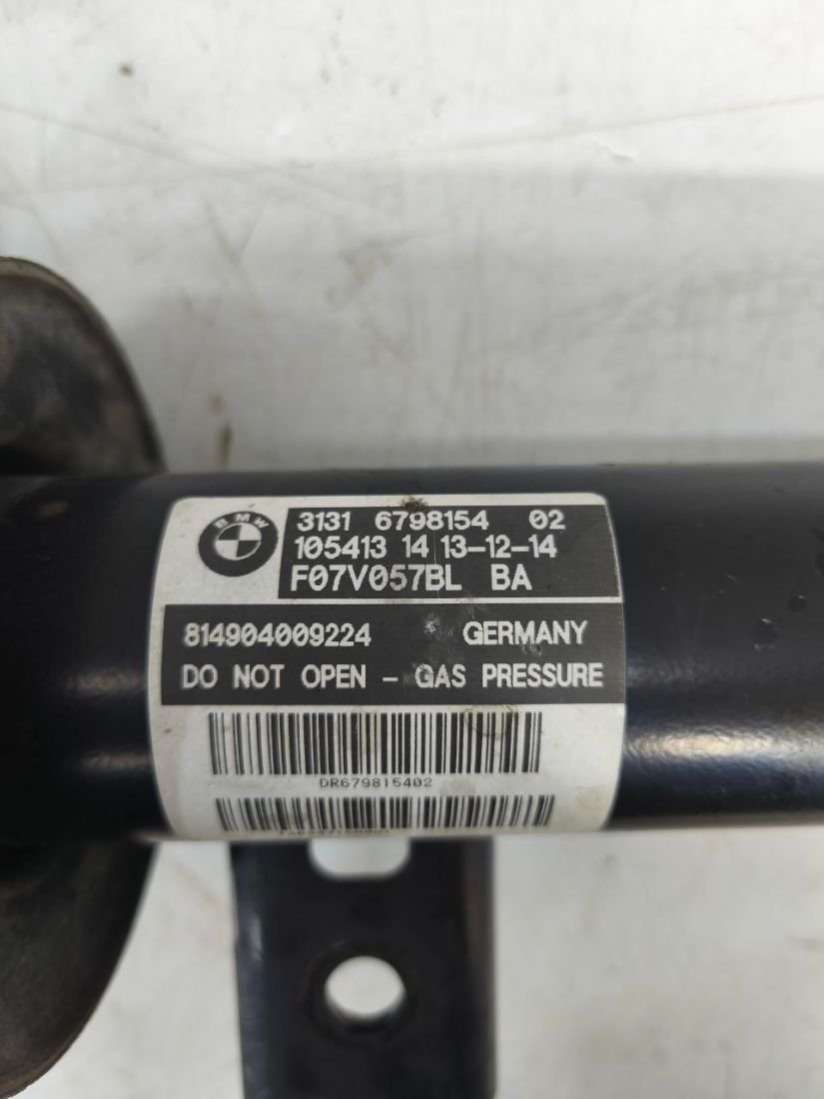 BMW
3131 6798154 02
105413 14 13-12-14
F07V057BL BA
814904009224 GERMANY
DO NOT OPEN - GAS PRESSURE
DR679815402